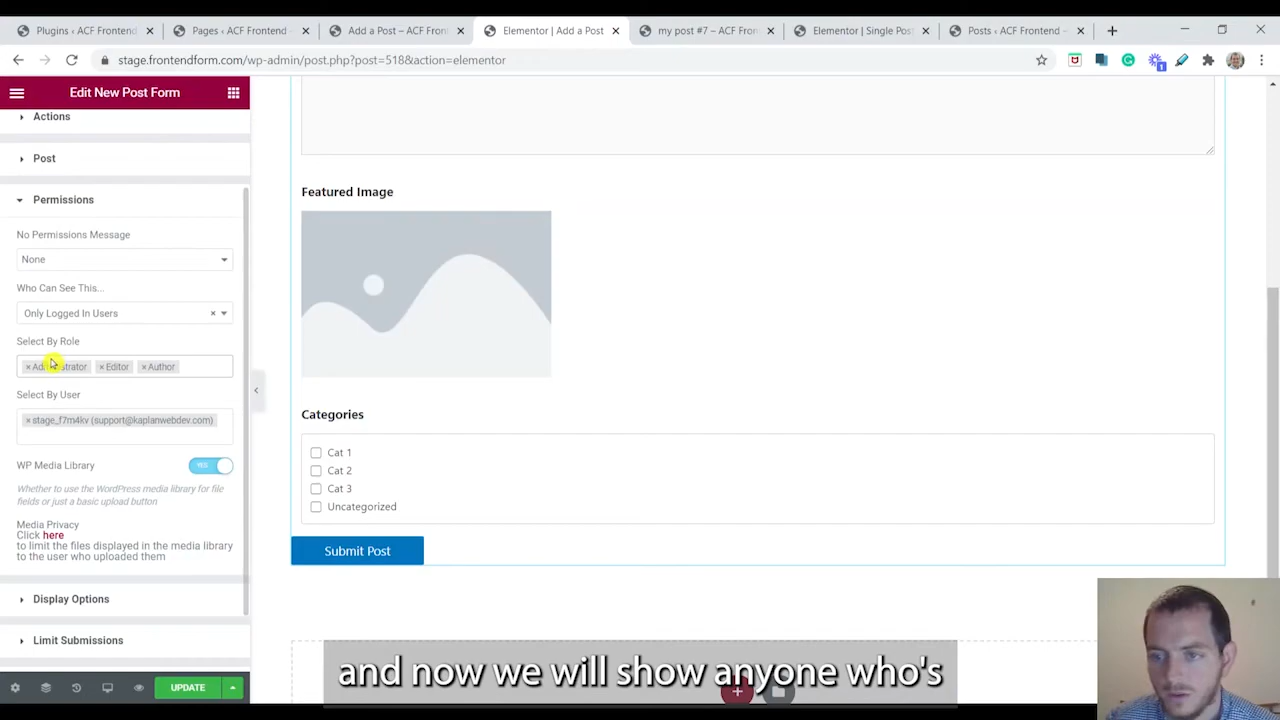 Plugins ‹ ACF Frontend
Pages ‹ ACF Frontend
Add a Post – ACF Front
Elementor | Add a Post
my post #7 – ACF Front
Elementor | Single Post
Posts ‹ ACF Frontend –
stage.frontendform.com/wp-admin/post.php?post=518&action=elementor
Edit New Post Form
Actions
Post
Permissions
No Permissions Message
None
Who Can See This...
Only Logged In Users
Select By Role
×Administrator ×Editor ×Author
Select By User
×stage_f7m4kv (support@kaplanwebdev.com)
WP Media Library
YES
Whether to use the WordPress media library for file
fields or just a basic upload button
Media Privacy
Click here
to limit the files displayed in the media library
to the user who uploaded them
Display Options
Limit Submissions
UPDATE
Featured Image
Categories
Cat 1
Cat 2
Cat 3
Uncategorized
Submit Post
and now we will show anyone who's